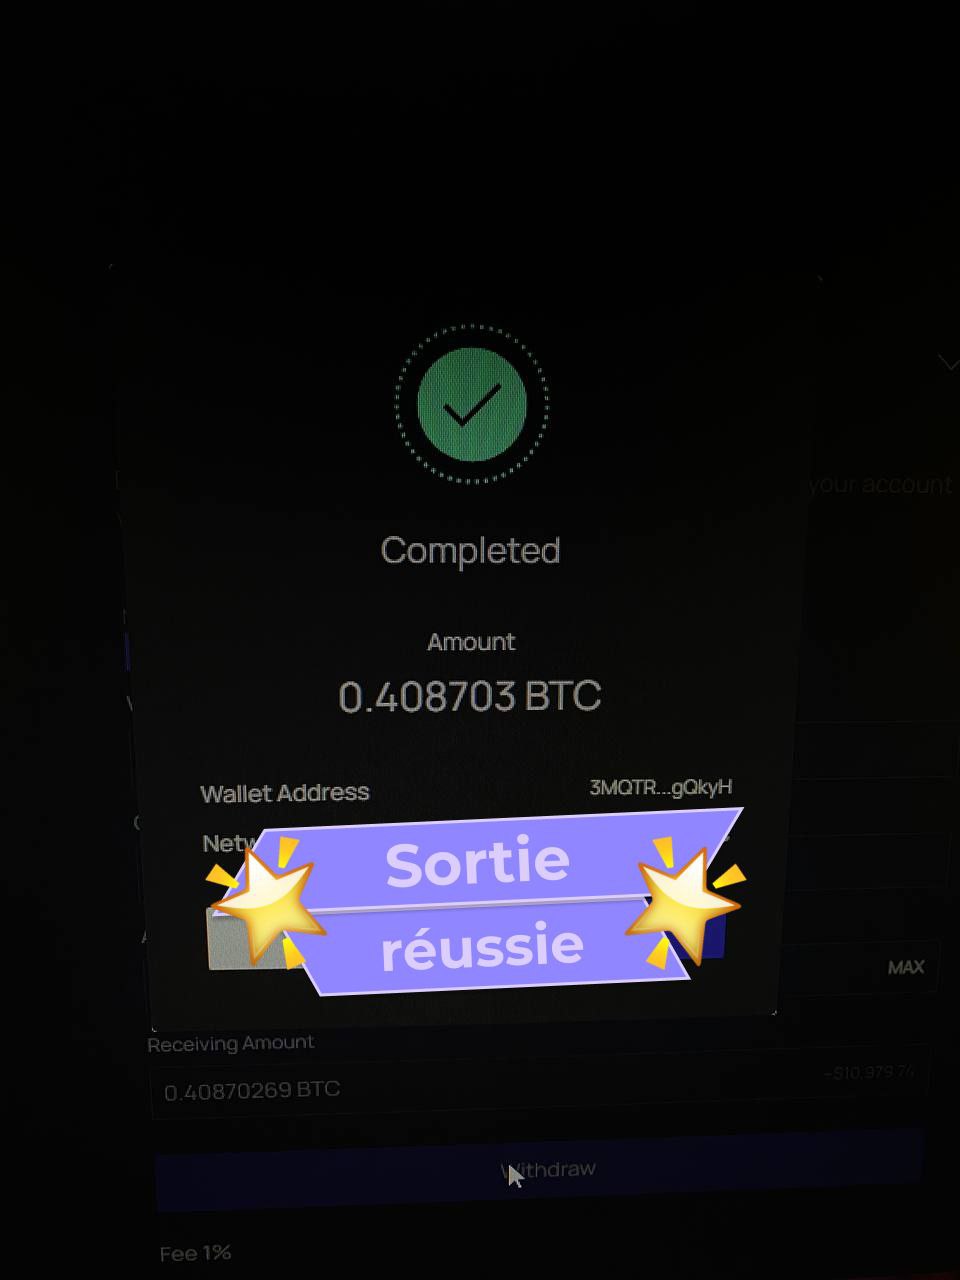 your account
Completed
Amount
0.408703 BTC
Wallet Address 3MQTR...gQkyH
Sortie
réussie
MAX
Receiving Amount
0.40870269 BTC ~$10,979.74
Withdraw
Fee 1%